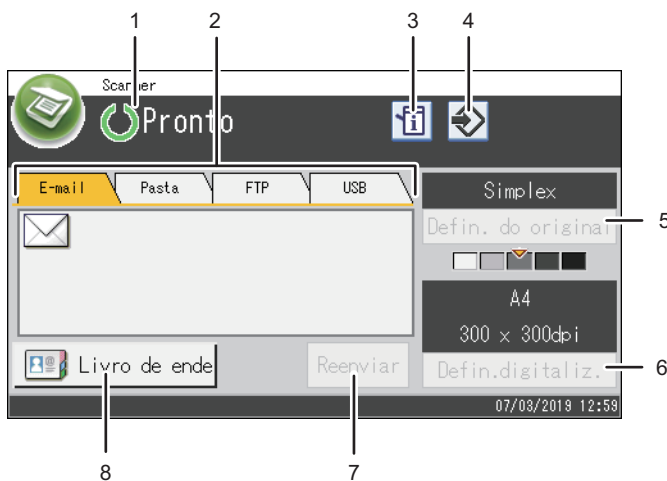 1 2 3 4
Scanner
Pronto
E-mail Pasta FTP USB
Simplex
Defin. do original 5
A4
300 x 300dpi
Livro de ende Reenviar Defin.digitaliz. 6
07/03/2019 12:59
8 7